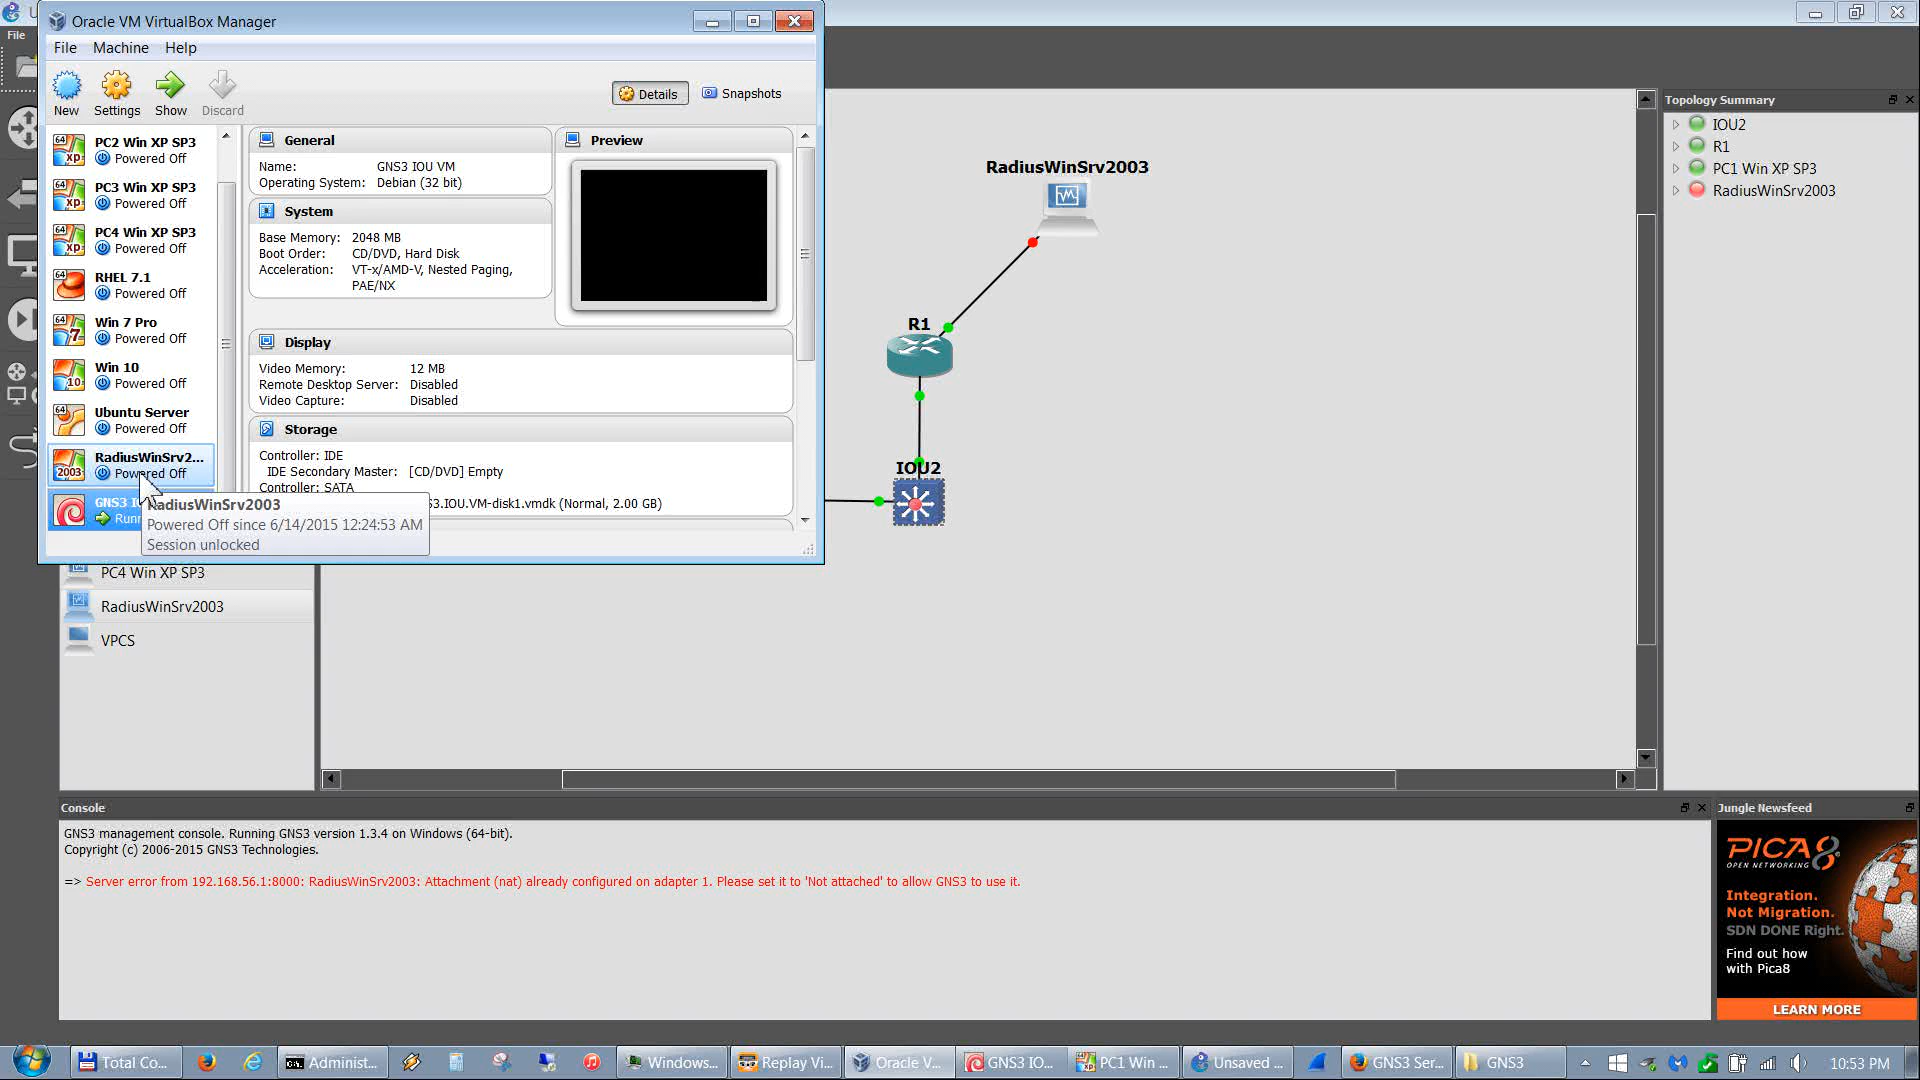 Oracle VM VirtualBox Manager
File Machine Help
New Settings Show Discard
Details Snapshots
PC2 Win XP SP3
Powered Off
PC3 Win XP SP3
Powered Off
PC4 Win XP SP3
Powered Off
RHEL 7.1
Powered Off
Win 7 Pro
Powered Off
Win 10
Powered Off
Ubuntu Server
Powered Off
RadiusWinSrv2...
Powered Off
GNS3
RadiusWinSrv2003
Powered Off since 6/14/2015 12:24:53 AM
Session unlocked
General
Name: GNS3 IOU VM
Operating System: Debian (32 bit)
System
Base Memory: 2048 MB
Boot Order: CD/DVD, Hard Disk
Acceleration: VT-x/AMD-V, Nested Paging,
PAE/NX
Preview
Display
Video Memory: 12 MB
Remote Desktop Server: Disabled
Video Capture: Disabled
Storage
Controller: IDE
IDE Secondary Master: [CD/DVD] Empty
Controller: SATA
3.IOU.VM-disk1.vmdk (Normal, 2.00 GB)
File
PC4 Win XP SP3
RadiusWinSrv2003
VPCS
RadiusWinSrv2003
R1
IOU2
Topology Summary
IOU2
R1
PC1 Win XP SP3
RadiusWinSrv2003
Console
GNS3 management console. Running GNS3 version 1.3.4 on Windows (64-bit).
Copyright (c) 2006-2015 GNS3 Technologies.
=> Server error from 192.168.56.1:8000: RadiusWinSrv2003: Attachment (nat) already configured on adapter 1. Please set it to 'Not attached' to allow GNS3 to use it.
Jungle Newsfeed
PICA8
OPEN NETWORKING
Integration.
Not Migration.
SDN DONE Right.
Find out how
with Pica8
LEARN MORE
Total Co... Administ... Windows... Replay Vi... Oracle V... GNS3 IO... PC1 Win ... Unsaved ... GNS3 Ser... GNS3 10:53 PM